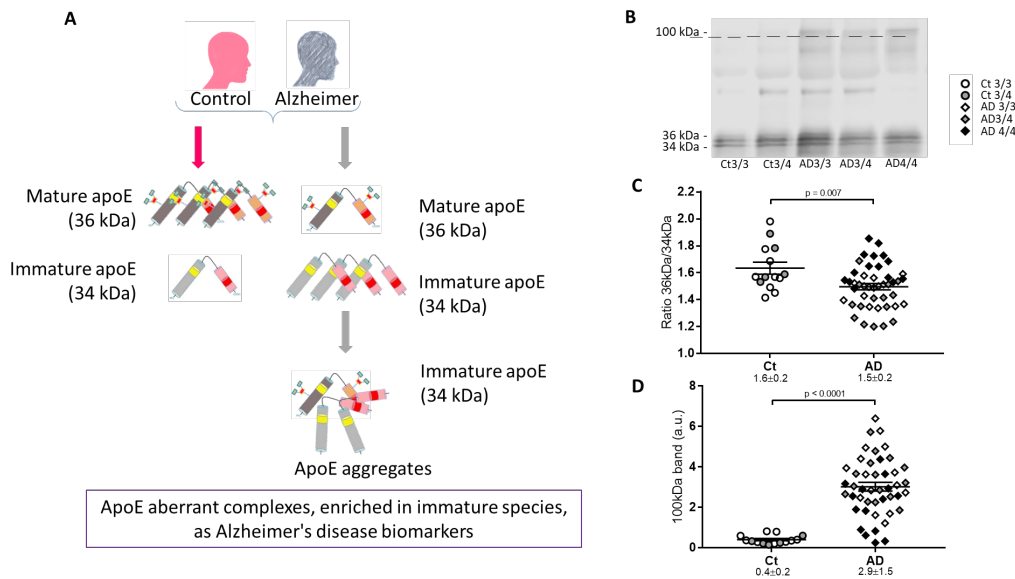 A
Control
Alzheimer
Mature apoE
(36 kDa)
Immature apoE
(34 kDa)
Mature apoE
(36 kDa)
Immature apoE
(34 kDa)
Immature apoE
(34 kDa)
ApoE aggregates
ApoE aberrant complexes, enriched in immature species,
as Alzheimer's disease biomarkers
B
100 kDa -
36 kDa -
34 kDa -
Ct3/3 Ct3/4 AD3/3 AD3/4 AD4/4
Ct 3/3
Ct 3/4
AD 3/3
AD3/4
AD 4/4
C
p = 0.007
Ratio 36kDa/34kDa
2.2
2.0
1.8
1.6
1.4
1.2
1.0
Ct AD
1.6±0.2 1.5±0.2
D
p < 0.0001
100kDa band (a.u.)
8
6
4
2
0
Ct AD
0.4±0.2 2.9±1.5